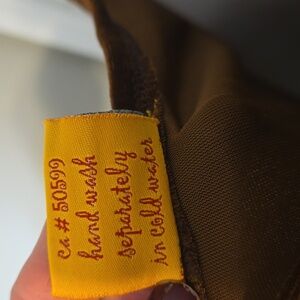 ca # 50599
hand wash
separately
in cold water